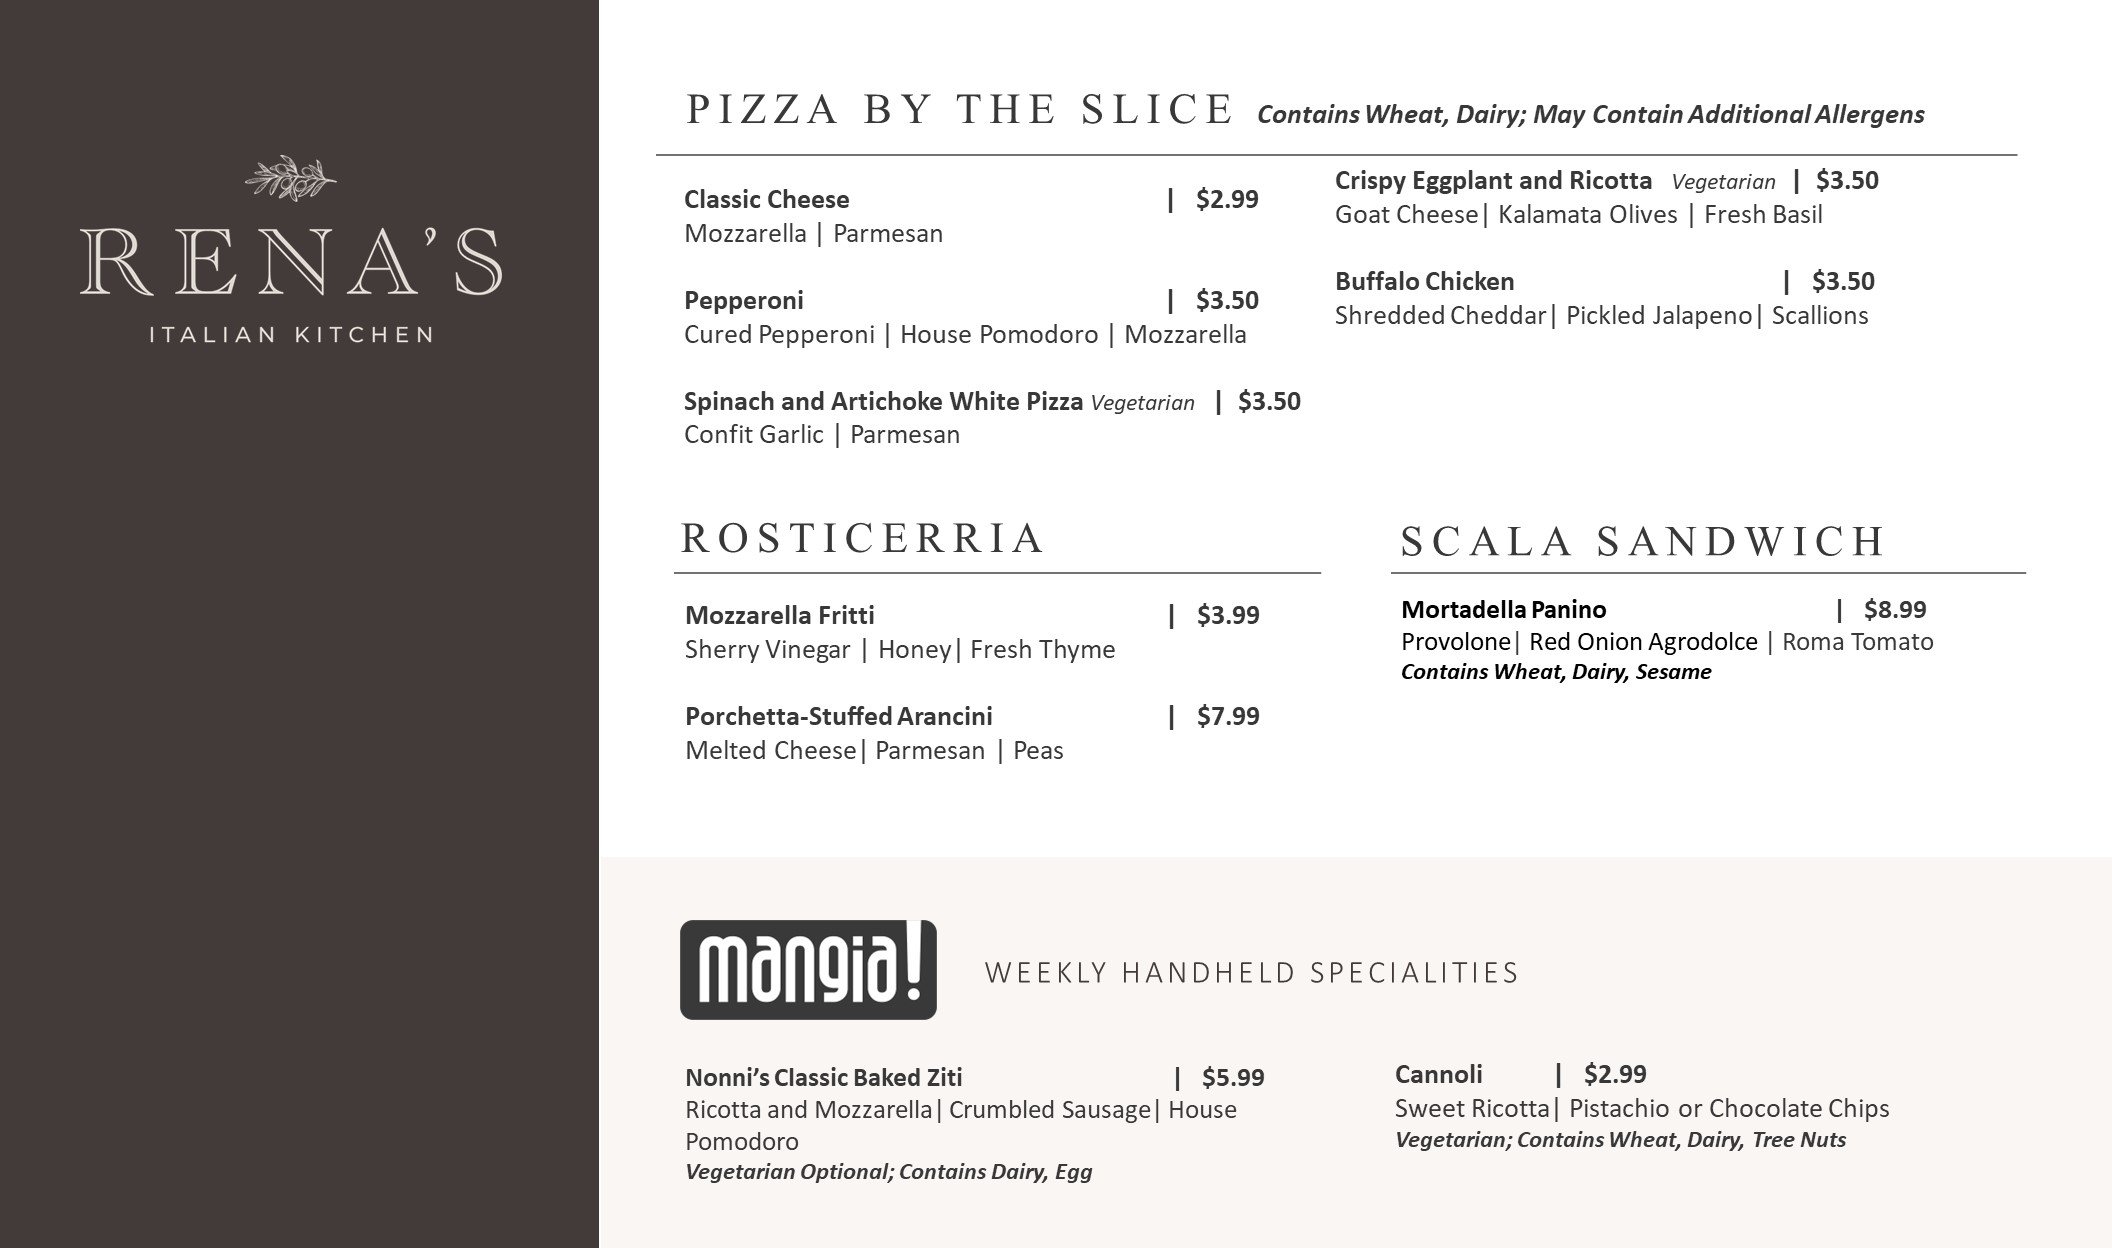 RENA'S
ITALIAN KITCHEN
PIZZA BY THE SLICE Contains Wheat, Dairy; May Contain Additional Allergens
Classic Cheese | $2.99
Mozzarella | Parmesan
Pepperoni | $3.50
Cured Pepperoni | House Pomodoro | Mozzarella
Spinach and Artichoke White Pizza Vegetarian | $3.50
Confit Garlic | Parmesan
Crispy Eggplant and Ricotta Vegetarian | $3.50
Goat Cheese| Kalamata Olives | Fresh Basil
Buffalo Chicken | $3.50
Shredded Cheddar| Pickled Jalapeno| Scallions
ROSTICERRIA
Mozzarella Fritti | $3.99
Sherry Vinegar | Honey| Fresh Thyme
Porchetta-Stuffed Arancini | $7.99
Melted Cheese| Parmesan | Peas
SCALA SANDWICH
Mortadella Panino | $8.99
Provolone| Red Onion Agrodolce | Roma Tomato
Contains Wheat, Dairy, Sesame
mangia!
WEEKLY HANDHELD SPECIALITIES
Nonni’s Classic Baked Ziti | $5.99
Ricotta and Mozzarella| Crumbled Sausage| House
Pomodoro
Vegetarian Optional; Contains Dairy, Egg
Cannoli | $2.99
Sweet Ricotta| Pistachio or Chocolate Chips
Vegetarian; Contains Wheat, Dairy, Tree Nuts